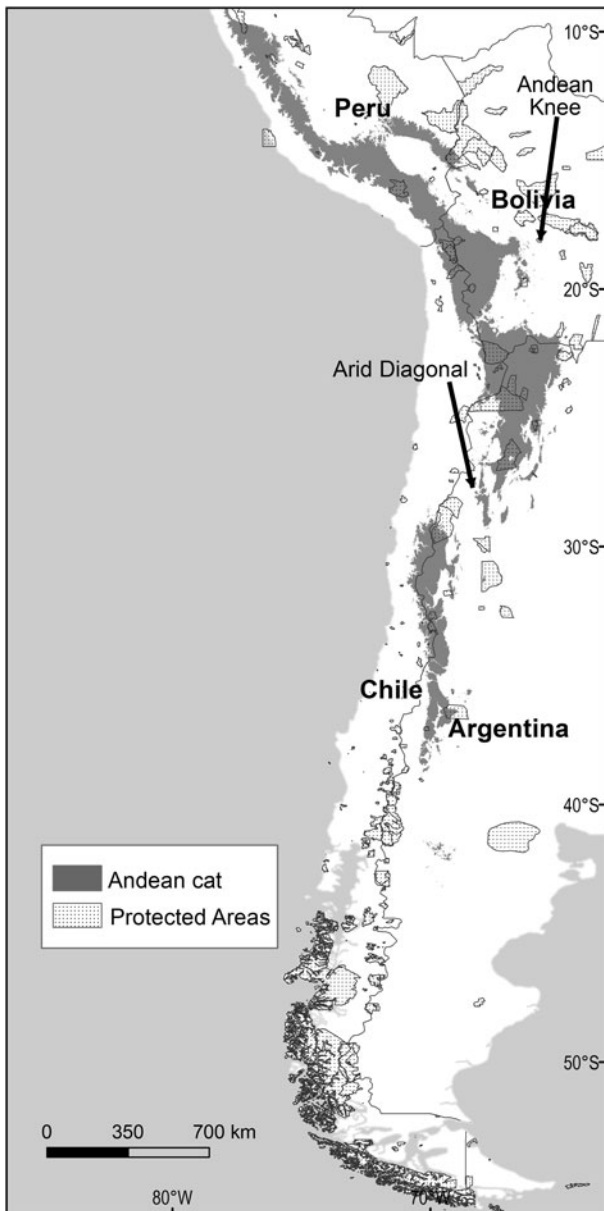 10°S
Andean
Knee
Peru
Bolivia
20°S
Arid Diagonal
30°S
Chile
Argentina
40°S
Andean cat
Protected Areas
50°S
0 350 700 km
80°W 70°W